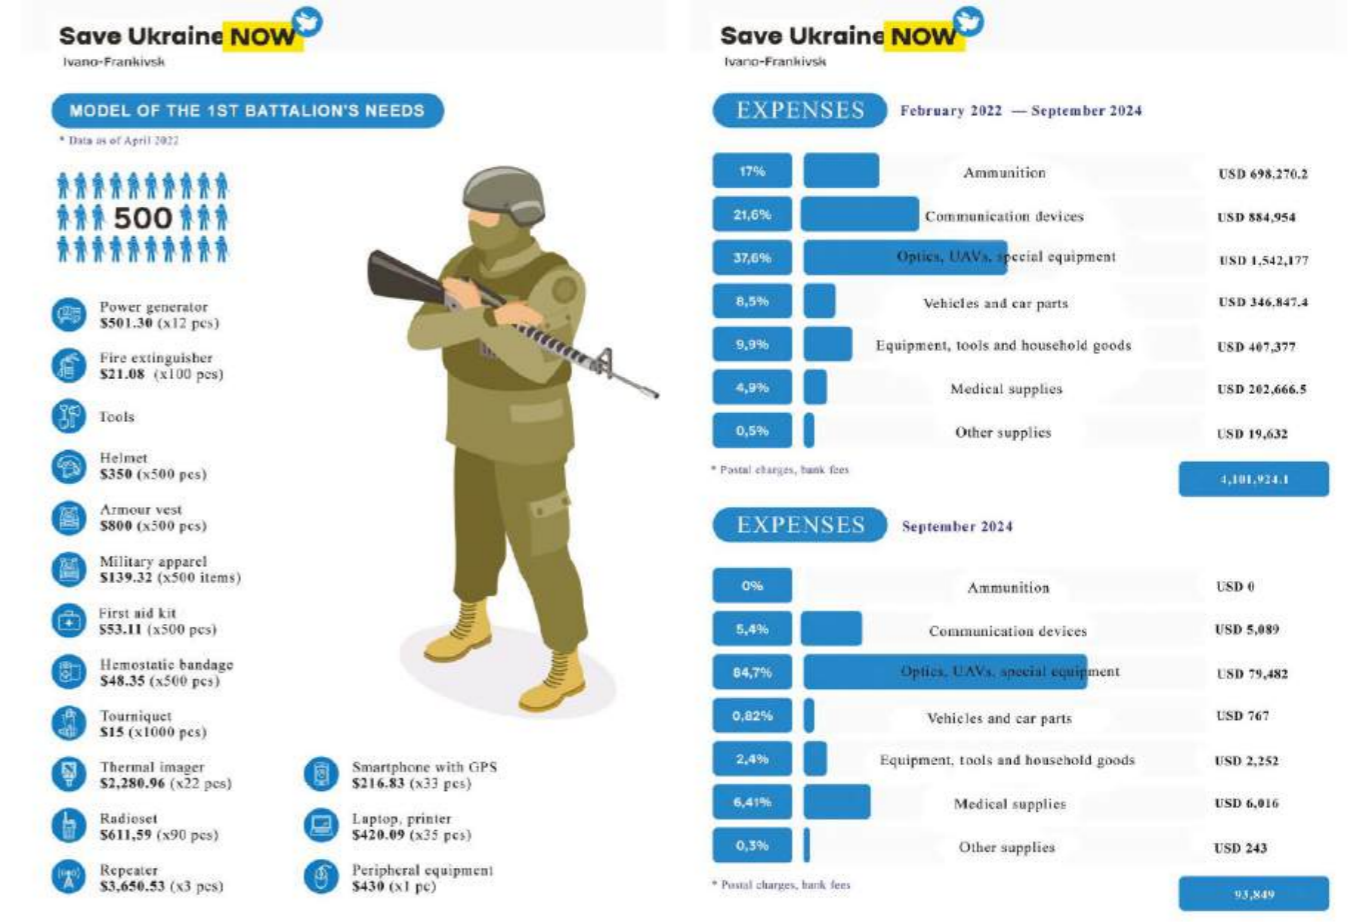 Save Ukraine NOW
Ivano-Frankivsk
MODEL OF THE 1ST BATTALION'S NEEDS
* Data as of April 2022
500
Power generator
$501.30 (x12 pcs)
Fire extinguisher
$21.08 (x100 pcs)
Tools
Helmet
$350 (x500 pcs)
Armour vest
$800 (x500 pcs)
Military apparel
$139.32 (x500 items)
First aid kit
$53.11 (x500 pcs)
Hemostatic bandage
$48.35 (x500 pcs)
Tourniquet
$15 (x1000 pcs)
Thermal imager
$2,280.96 (x22 pcs)
Radioset
$611,59 (x90 pcs)
Repeater
$3,650.53 (x3 pcs)
Smartphone with GPS
$216.83 (x33 pcs)
Laptop, printer
$420.09 (x35 pcs)
Peripheral equipment
$430 (x1 pc)
Save Ukraine NOW
Ivano-Frankivsk
EXPENSES February 2022 — September 2024
17% Ammunition USD 698,270.2
21,6% Communication devices USD 884,954
37,6% Optics, UAVs, special equipment USD 1,542,177
8,5% Vehicles and car parts USD 346,847.4
9,9% Equipment, tools and household goods USD 407,377
4,9% Medical supplies USD 202,666.5
0,5% Other supplies USD 19,632
* Postal charges, bank fees
4,101,924.1
EXPENSES September 2024
0% Ammunition USD 0
5,4% Communication devices USD 5,089
84,7% Optics, UAVs, special equipment USD 79,482
0,82% Vehicles and car parts USD 767
2,4% Equipment, tools and household goods USD 2,252
6,41% Medical supplies USD 6,016
0,3% Other supplies USD 243
* Postal charges, bank fees
93,849